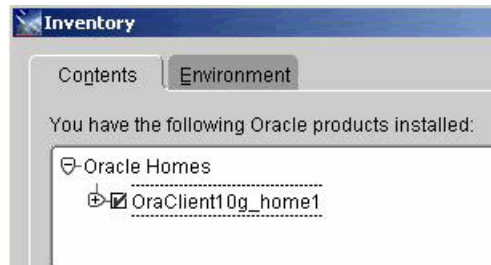 Inventory
Contents
Environment
You have the following Oracle products installed:
Oracle Homes
OraClient10g_home1